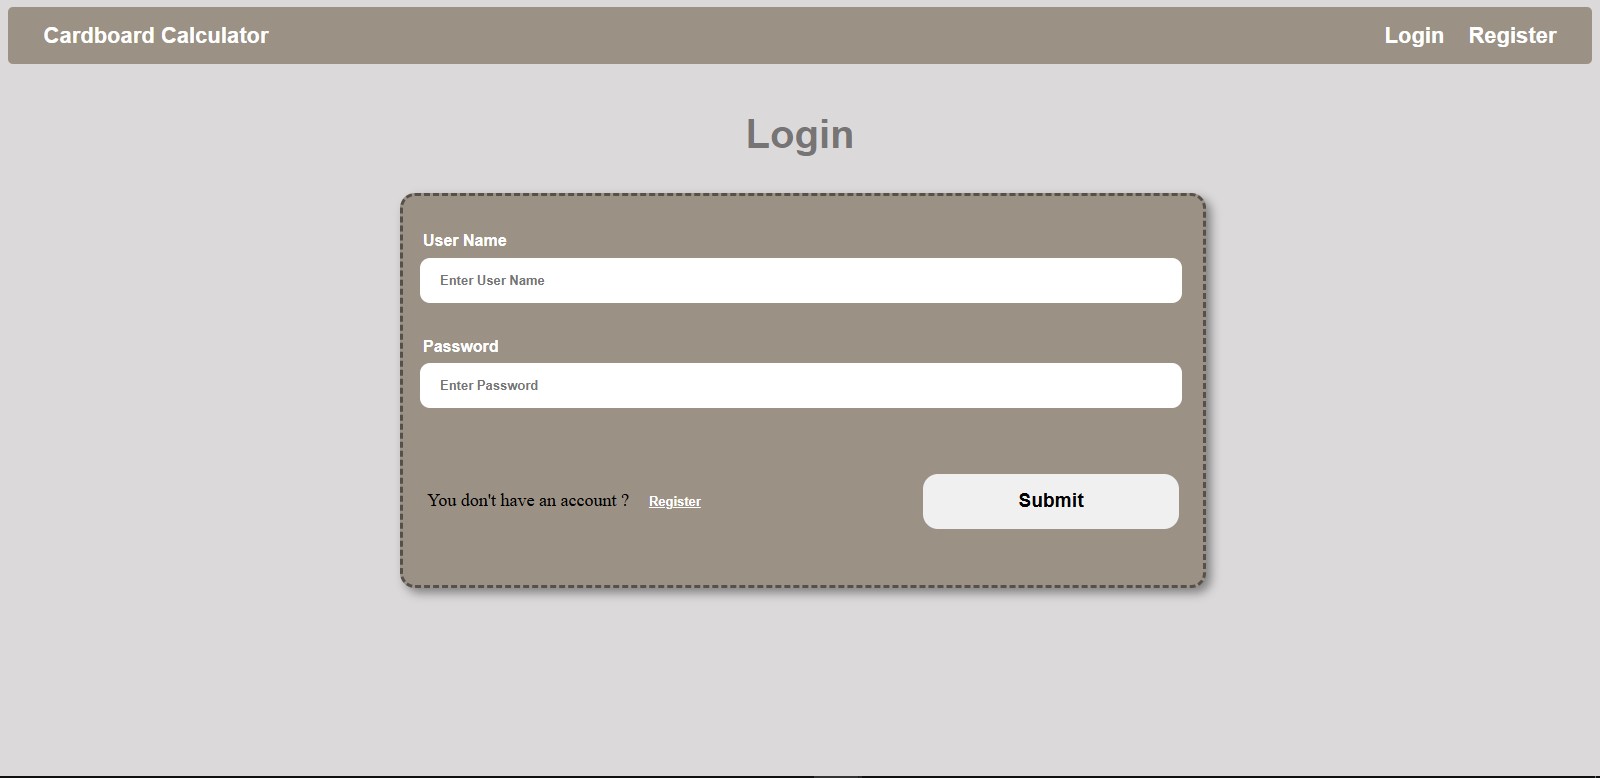 Cardboard Calculator Login Register
Login
User Name
Enter User Name
Password
Enter Password
You don't have an account ? Register Submit